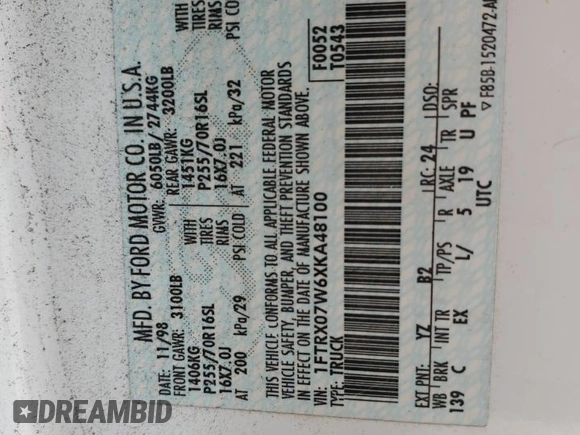 MFD. BY FORD MOTOR CO. IN U.S.A.
DATE: 11/98 GVWR: 6050LB/ 2744KG
FRONT GAWR: 3100LB REAR GAWR: 3200LB
1406KG WITH 1451KG WITH
P255/70R16SL TIRES P255/70R16SL TIRES
16X7.0J RIMS 16X7.0J RIMS
AT 200 kPa/29 PSI COLD AT 221 kPa/32 PSI CO
THIS VEHICLE CONFORMS TO ALL APPLICABLE FEDERAL MOTOR
VEHICLE SAFETY, BUMPER, AND THEFT PREVENTION STANDARDS
IN EFFECT ON THE DATE OF MANUFACTURE SHOWN ABOVE.
VIN: 1FTRX07W6XKA48100 F0052
TYPE: TRUCK T0543
EXT PNT: YZ B2 RC: 24 DSO:
WB BRK INT TR TP/PS R AXLE TR SPR
139 C EX L/ 5 19 U PF
UTC
▽F85B-1520472-A
DREAMBID